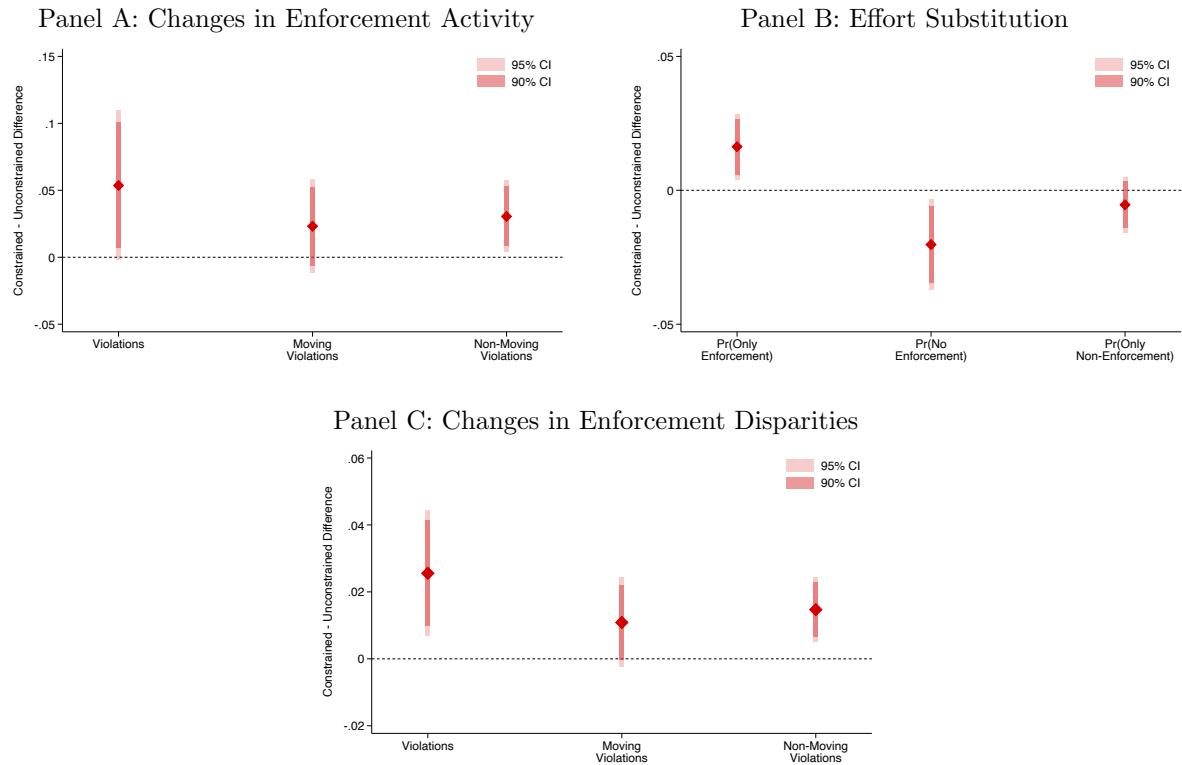 Panel A: Changes in Enforcement Activity
Constrained - Unconstrained Difference
.15
.1
.05
0
-.05
95% CI
90% CI
Violations
Moving
Violations
Non-Moving
Violations
Panel B: Effort Substitution
Constrained - Unconstrained Difference
.05
0
-.05
95% CI
90% CI
Pr(Only
Enforcement)
Pr(No
Enforcement)
Pr(Only
Non-Enforcement)
Panel C: Changes in Enforcement Disparities
Constrained - Unconstrained Difference
.06
.04
.02
0
-.02
95% CI
90% CI
Violations
Moving
Violations
Non-Moving
Violations